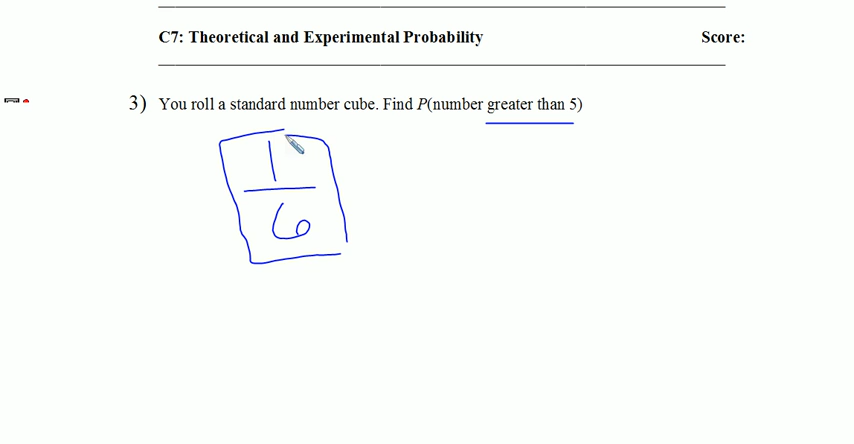 C7: Theoretical and Experimental Probability Score:
3) You roll a standard number cube. Find P(number greater than 5)
1
6